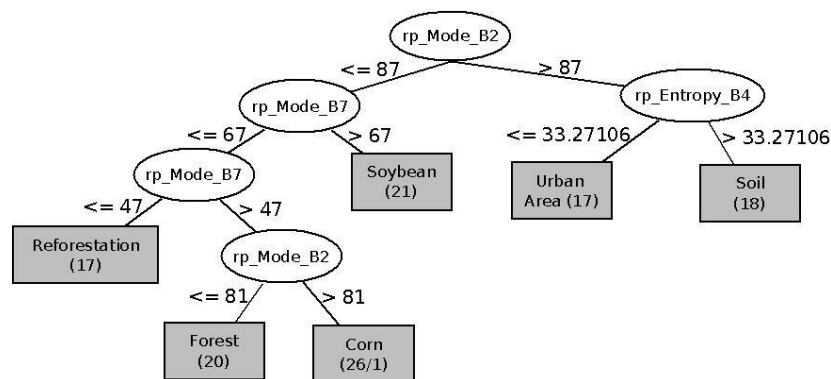 rp_Mode_B2
<= 87
> 87
rp_Mode_B7
rp_Entropy_B4
<= 67
> 67
<= 33.27106
> 33.27106
rp_Mode_B7
Soybean
(21)
Urban
Area (17)
Soil
(18)
<= 47
> 47
Reforestation
(17)
rp_Mode_B2
<= 81
> 81
Forest
(20)
Corn
(26/1)